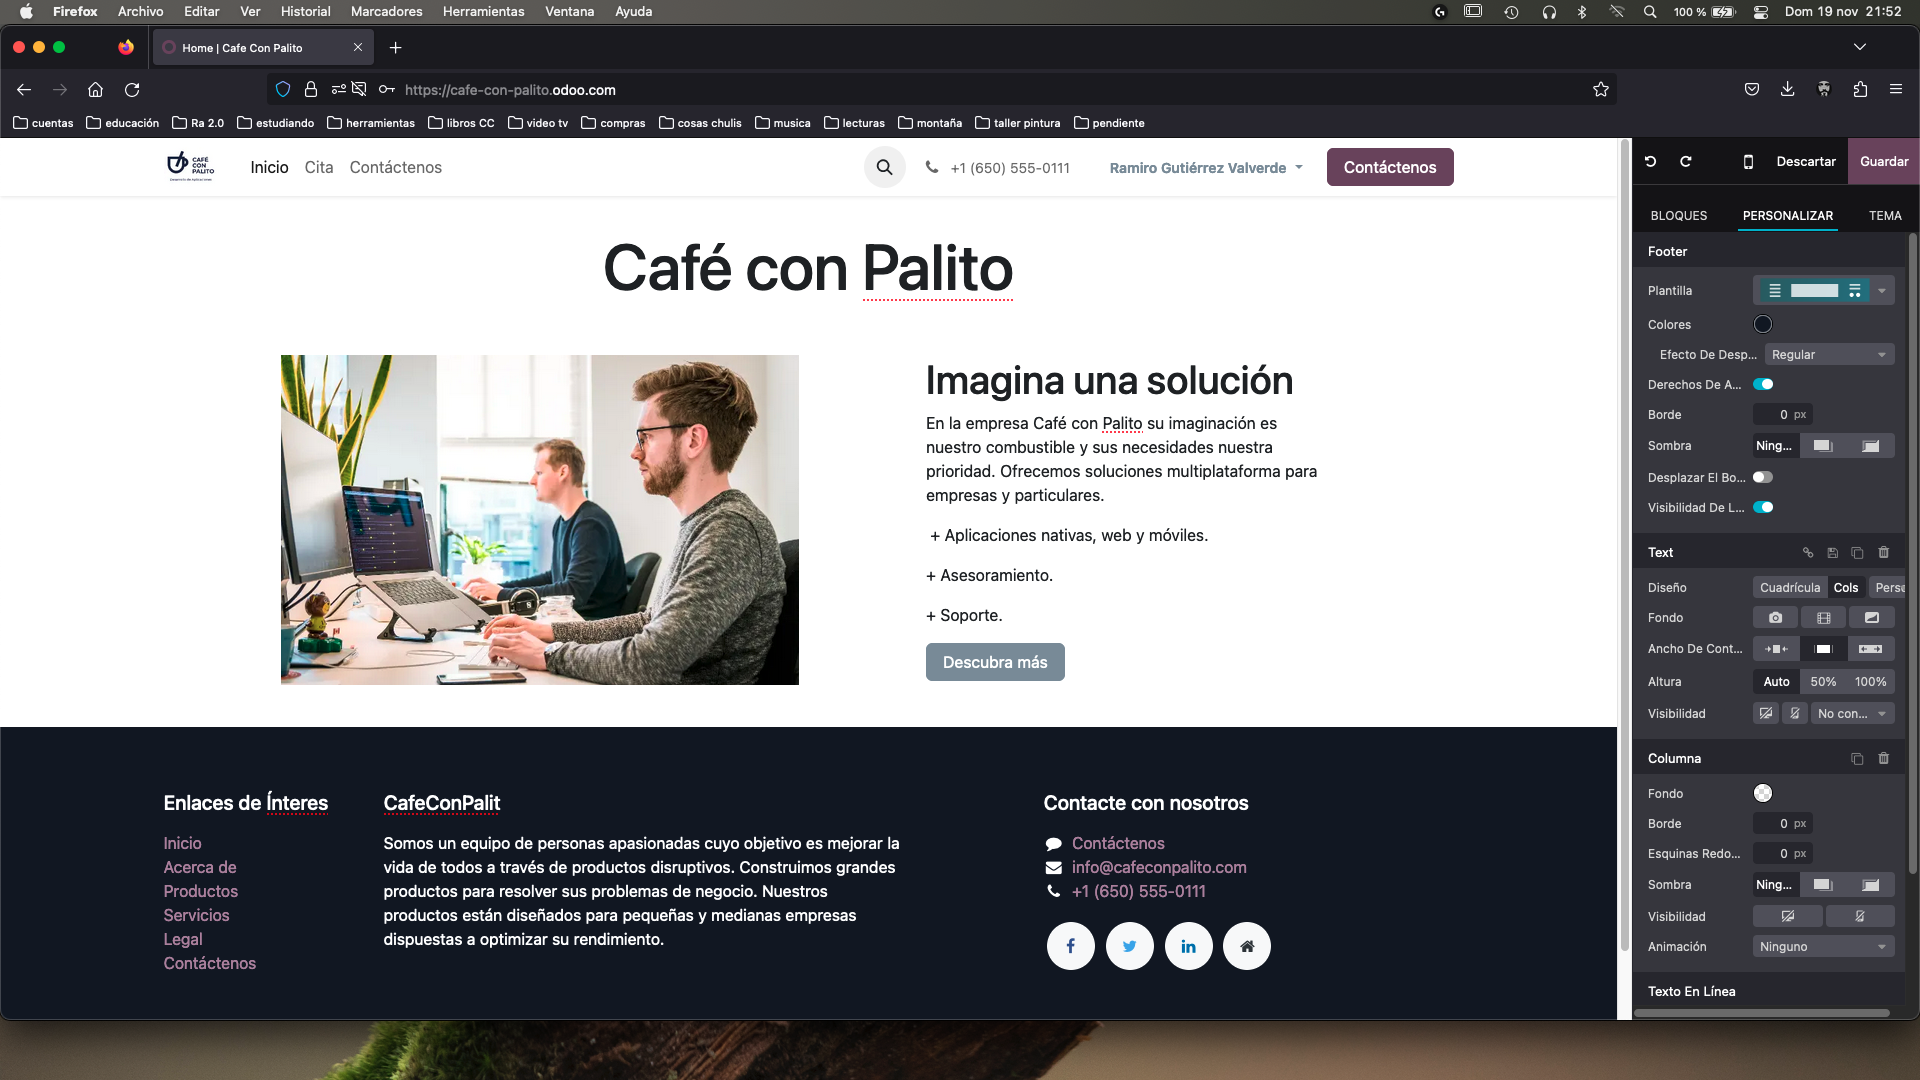 Firefox Archivo Editar Ver Historial Marcadores Herramientas Ventana Ayuda 100 % Dom 19 nov 21:52
Home | Cafe Con Palito
https://cafe-con-palito.odoo.com
cuentas educación Ra 2.0 estudiando herramientas libros CC video tv compras cosas chulis musica lecturas montaña taller pintura pendiente
CAFÉ
CON
PALITO
Inicio Cita Contáctenos +1 (650) 555-0111 Ramiro Gutiérrez Valverde Contáctenos
Café con Palito
Imagina una solución
En la empresa Café con Palito su imaginación es
nuestro combustible y sus necesidades nuestra
prioridad. Ofrecemos soluciones multiplataforma para
empresas y particulares.
+ Aplicaciones nativas, web y móviles.
+ Asesoramiento.
+ Soporte.
Descubra más
Enlaces de Ínteres
Inicio
Acerca de
Productos
Servicios
Legal
Contáctenos
CafeConPalit
Somos un equipo de personas apasionadas cuyo objetivo es mejorar la
vida de todos a través de productos disruptivos. Construimos grandes
productos para resolver sus problemas de negocio. Nuestros
productos están diseñados para pequeñas y medianas empresas
dispuestas a optimizar su rendimiento.
Contacte con nosotros
Contáctenos
info@cafeconpalito.com
+1 (650) 555-0111
Descartar Guardar
BLOQUES PERSONALIZAR TEMA
Footer
Plantilla
Colores
Efecto De Desp... Regular
Derechos De A...
Borde 0 px
Sombra Ning...
Desplazar El Bo...
Visibilidad De L...
Text
Diseño Cuadrícula Cols Perse
Fondo
Ancho De Cont...
Altura Auto 50% 100%
Visibilidad No con...
Columna
Fondo
Borde 0 px
Esquinas Redo... 0 px
Sombra Ning...
Visibilidad
Animación Ninguno
Texto En Línea